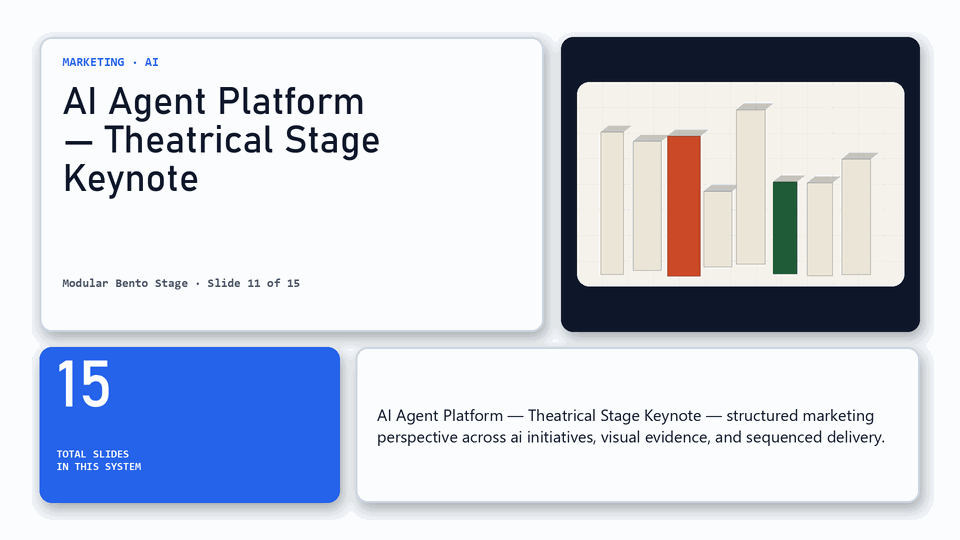 MARKETING · AI
AI Agent Platform
— Theatrical Stage
Keynote
Modular Bento Stage · Slide 11 of 15
15
TOTAL SLIDES
IN THIS SYSTEM
AI Agent Platform — Theatrical Stage Keynote — structured marketing
perspective across ai initiatives, visual evidence, and sequenced delivery.